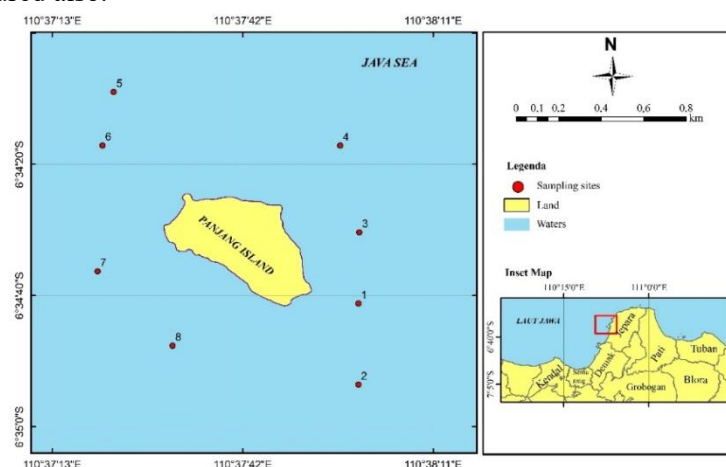 110°37'13"E 110°37'42"E 110°38'11"E
JAVA SEA
5
6
4
6°34'20"S
PANJANG ISLAND
3
7
6°34'40"S
1
8
2
6°35'0"S
110°37'13"E 110°37'42"E 110°38'11"E
N
0 0,1 0,2 0,4 0,6 0,8
km
Legenda
Sampling sites
Land
Waters
Inset Map
110°15'0"E 111°0'0"E
LAUT JAWA
6°40'0"S
Jepara
Pati
Tuban
Demak
Kendal
Blora
Grobogan
7°5'0"S